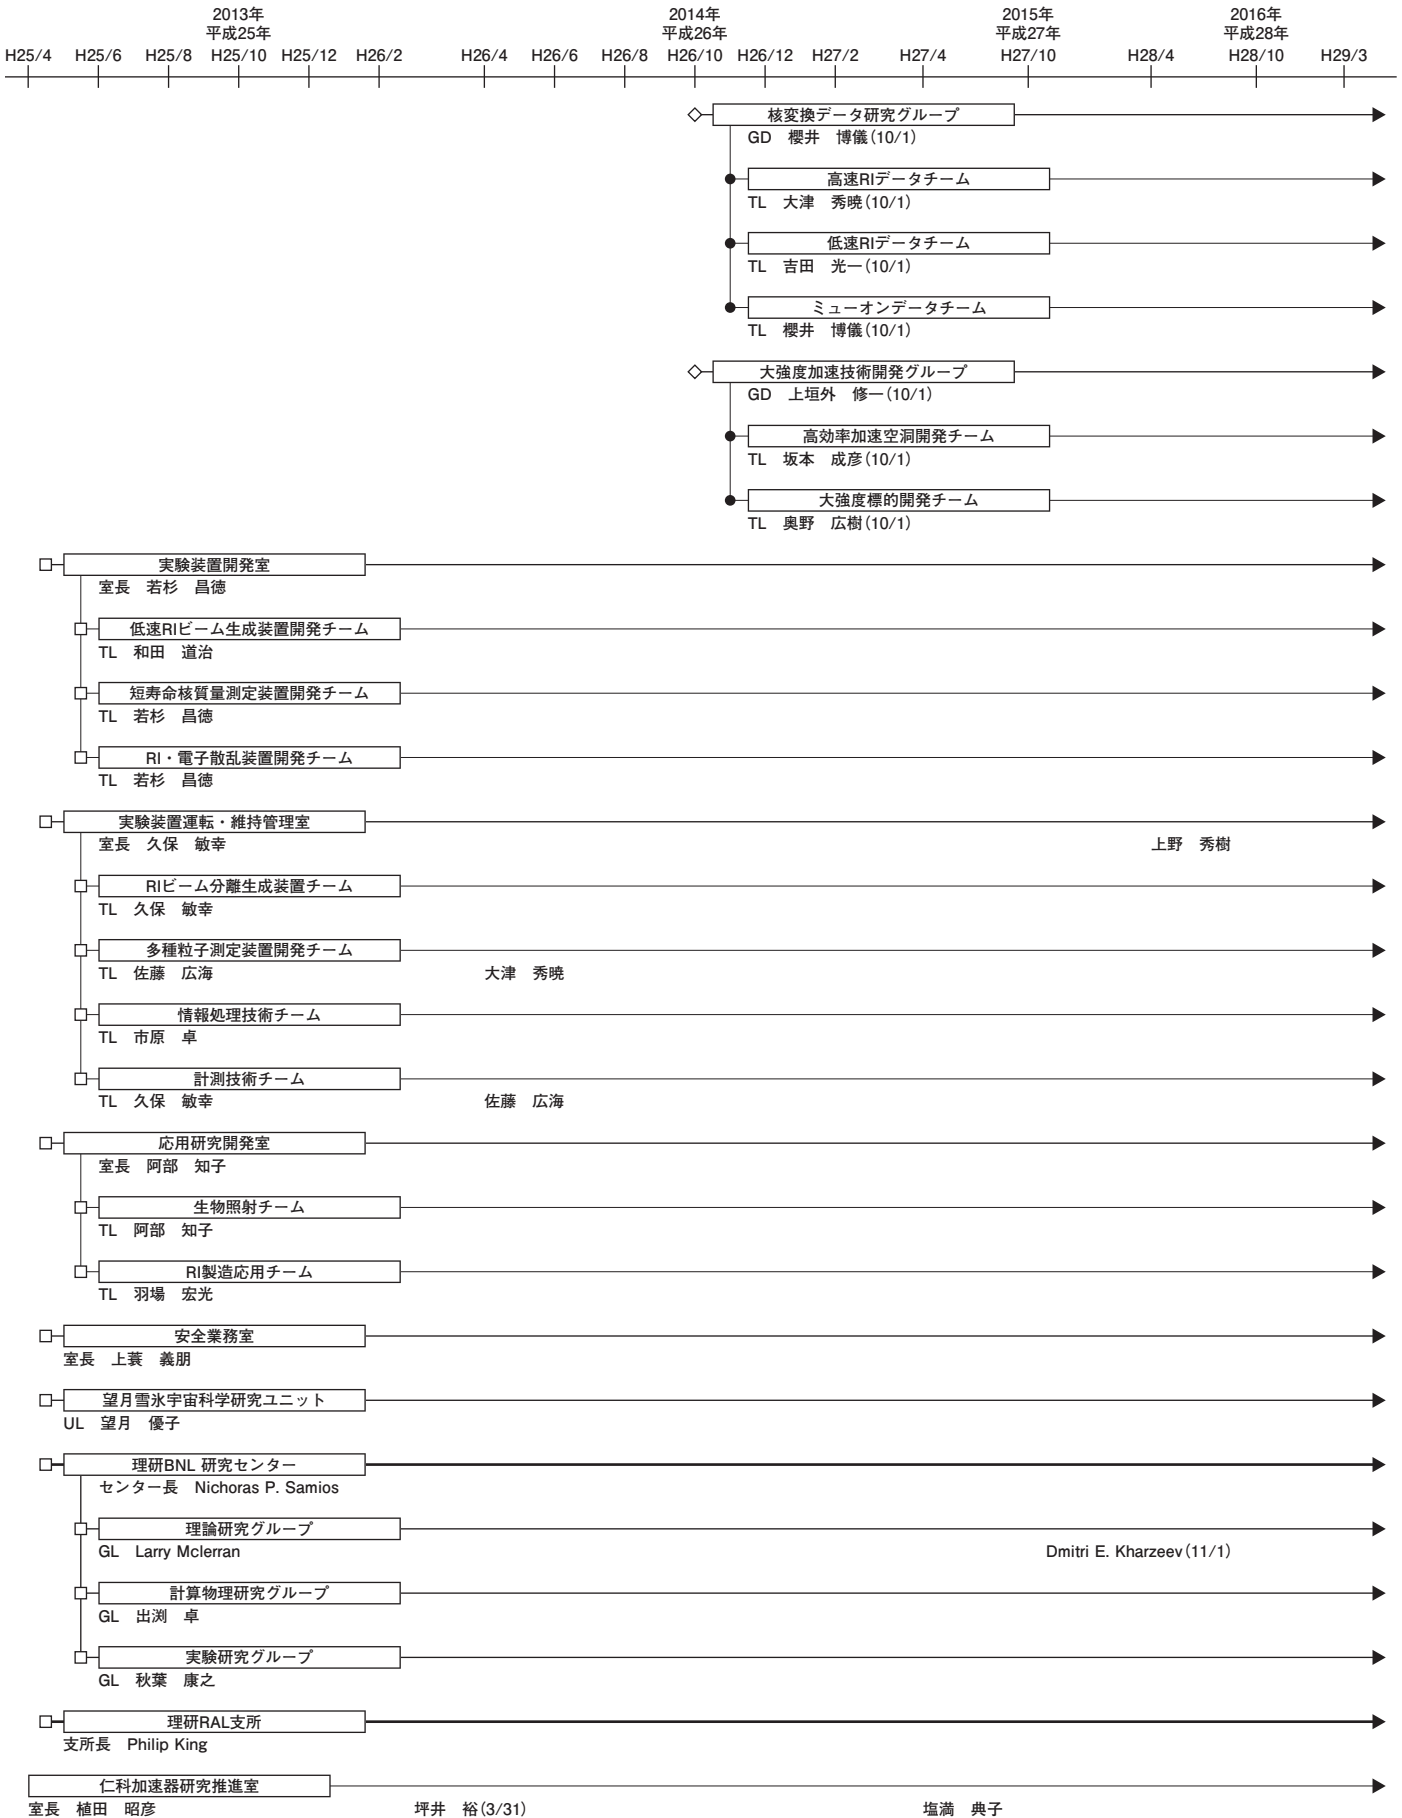 2013年 2014年 2015年 2016年
平成25年 平成26年 平成27年 平成28年
H25/4 H25/6 H25/8 H25/10 H25/12 H26/2 H26/4 H26/6 H26/8 H26/10 H26/12 H27/2 H27/4 H27/10 H28/4 H28/10 H29/3
核変換データ研究グループ
GD 櫻井 博儀(10/1)
高速RIデータチーム
TL 大津 秀暁(10/1)
低速RIデータチーム
TL 吉田 光一(10/1)
ミューオンデータチーム
TL 櫻井 博儀(10/1)
大強度加速技術開発グループ
GD 上垣外 修一(10/1)
高効率加速空洞開発チーム
TL 坂本 成彦(10/1)
大強度標的開発チーム
TL 奥野 広樹(10/1)
実験装置開発室
室長 若杉 昌徳
低速RIビーム生成装置開発チーム
TL 和田 道治
短寿命核質量測定装置開発チーム
TL 若杉 昌徳
RI・電子散乱装置開発チーム
TL 若杉 昌徳
実験装置運転・維持管理室
室長 久保 敏幸 上野 秀樹
RIビーム分離生成装置チーム
TL 久保 敏幸
多種粒子測定装置開発チーム
TL 佐藤 広海 大津 秀暁
情報処理技術チーム
TL 市原 卓
計測技術チーム
TL 久保 敏幸 佐藤 広海
応用研究開発室
室長 阿部 知子
生物照射チーム
TL 阿部 知子
RI製造応用チーム
TL 羽場 宏光
安全業務室
室長 上蓑 義朋
望月雪氷宇宙科学研究ユニット
UL 望月 優子
理研BNL 研究センター
センター長 Nichoras P. Samios
理論研究グループ
GL Larry Mclerran Dmitri E. Kharzeev(11/1)
計算物理研究グループ
GL 出渕 卓
実験研究グループ
GL 秋葉 康之
理研RAL支所
支所長 Philip King
仁科加速器研究推進室
室長 植田 昭彦 坪井 裕(3/31) 塩満 典子